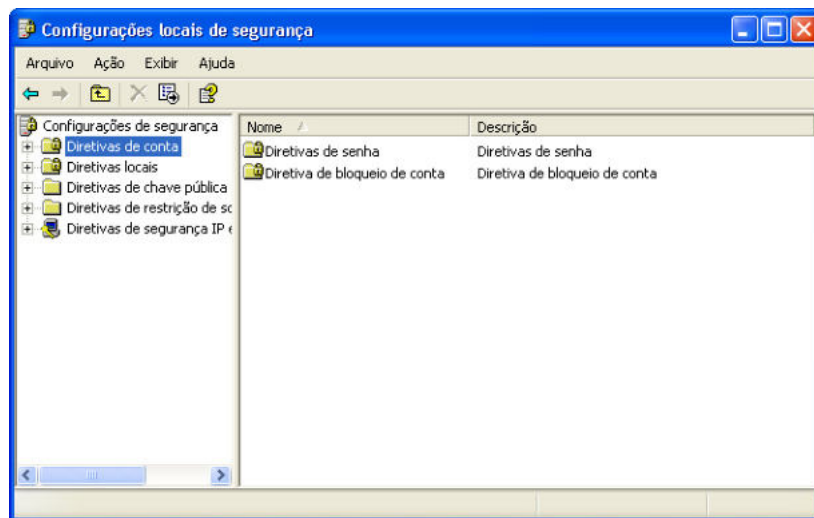 Configurações locais de segurança
Arquivo Ação Exibir Ajuda
Configurações de segurança
Diretivas de conta
Diretivas locais
Diretivas de chave pública
Diretivas de restrição de sc
Diretivas de segurança IP e
Nome Descrição
Diretivas de senha Diretivas de senha
Diretiva de bloqueio de conta Diretiva de bloqueio de conta